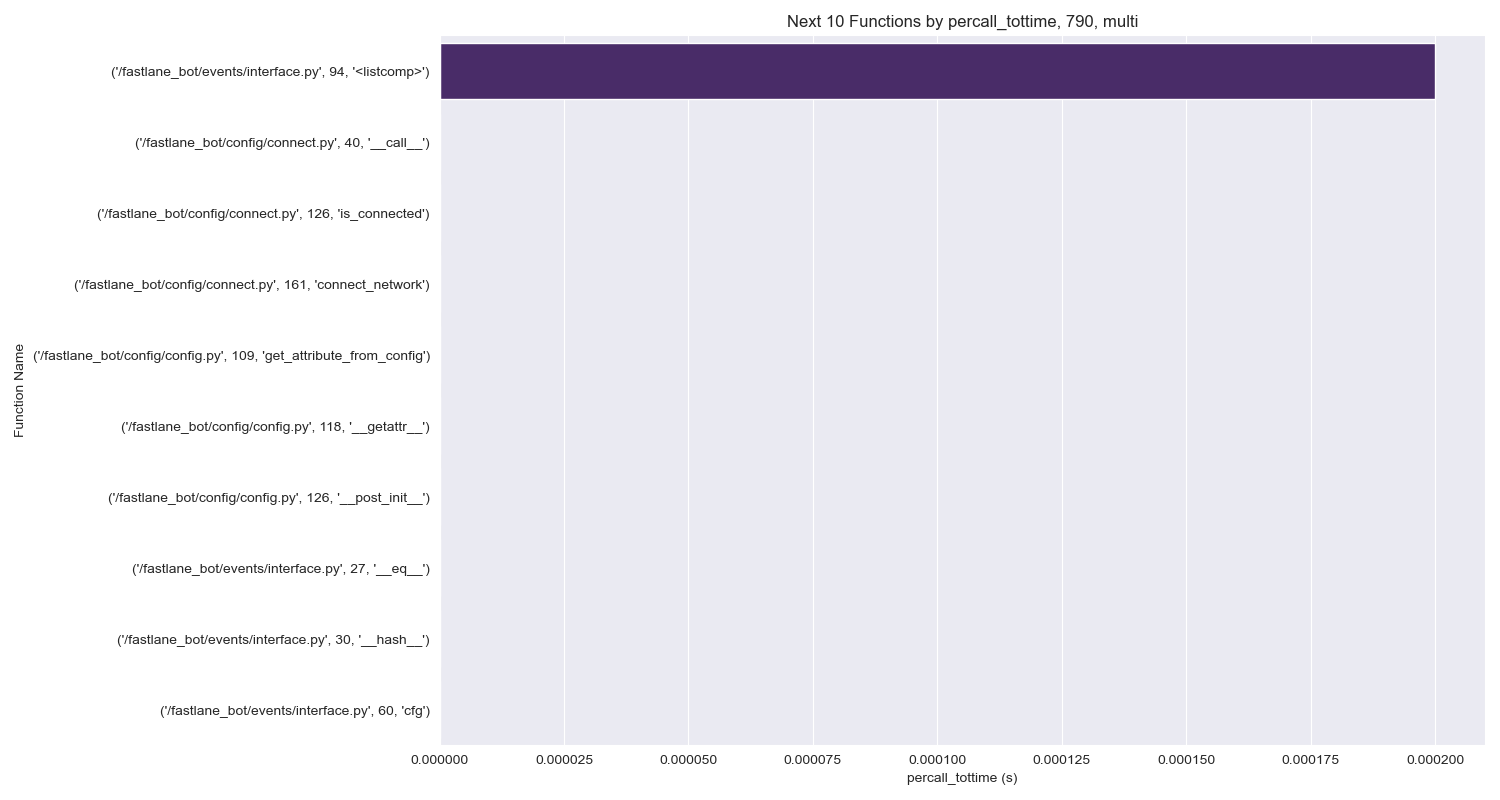 Next 10 Functions by percall_tottime, 790, multi
('/fastlane_bot/events/interface.py', 94, '<listcomp>')
('/fastlane_bot/config/connect.py', 40, '__call__')
('/fastlane_bot/config/connect.py', 126, 'is_connected')
('/fastlane_bot/config/connect.py', 161, 'connect_network')
('/fastlane_bot/config/config.py', 109, 'get_attribute_from_config')
('/fastlane_bot/config/config.py', 118, '__getattr__')
('/fastlane_bot/config/config.py', 126, '__post_init__')
('/fastlane_bot/events/interface.py', 27, '__eq__')
('/fastlane_bot/events/interface.py', 30, '__hash__')
('/fastlane_bot/events/interface.py', 60, 'cfg')
Function Name
0.000000 0.000025 0.000050 0.000075 0.000100 0.000125 0.000150 0.000175 0.000200
percall_tottime (s)